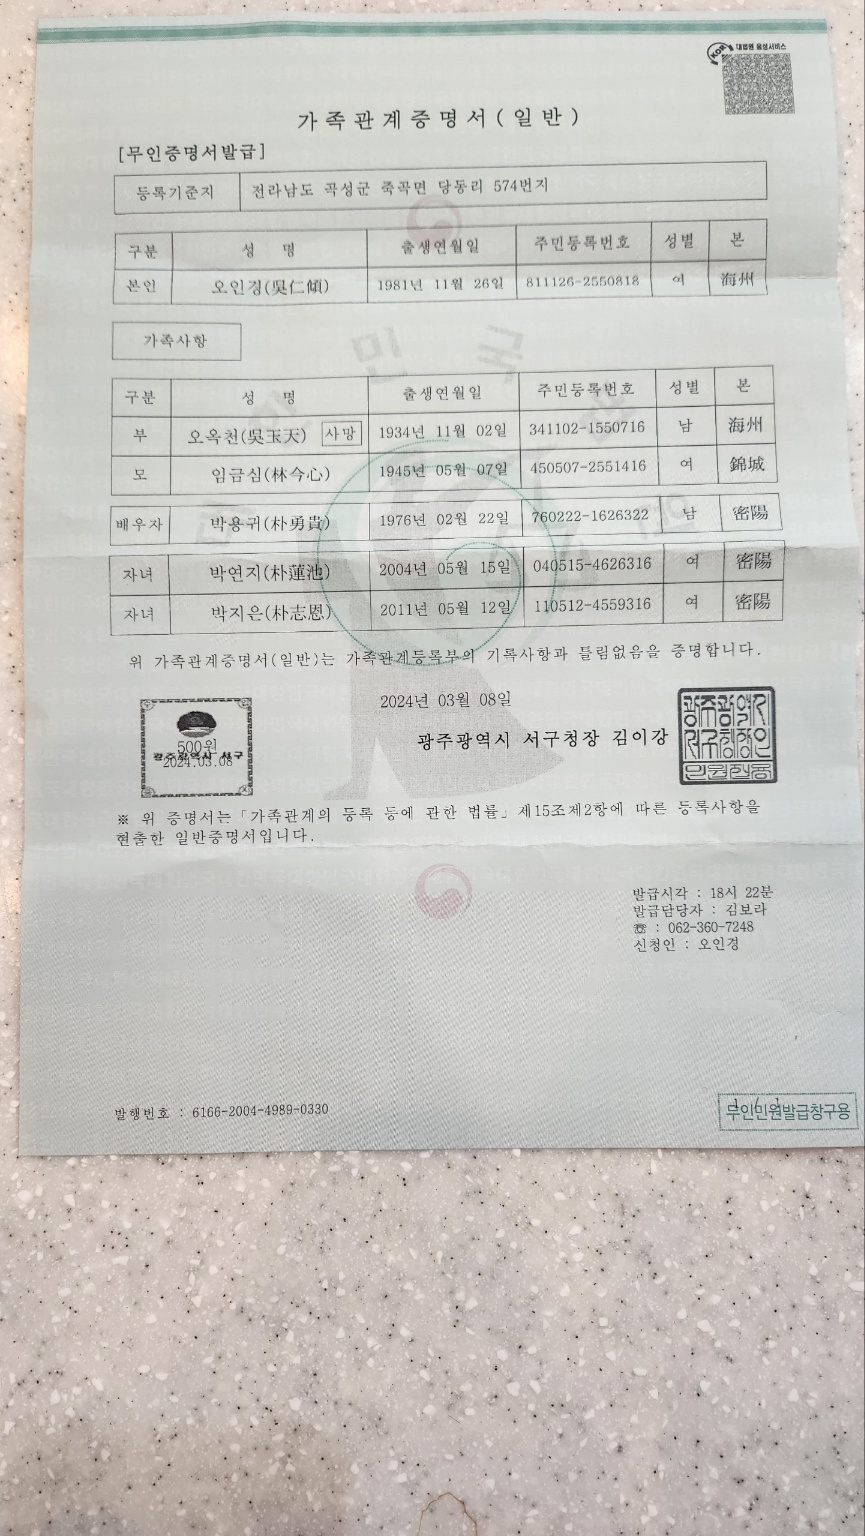 KOR 대법원 음성서비스
가족관계증명서(일반)
[무인증명서발급]
등록기준지 전라남도 곡성군 죽곡면 당동리 574번지
구분 성 명 출생연월일 주민등록번호 성별 본
본인 오인경(吳仁傾) 1981년 11월 26일 811126-2550818 여 海州
가족사항
구분 성 명 출생연월일 주민등록번호 성별 본
부 오옥천(吳玉天) 사망 1934년 11월 02일 341102-1550716 남 海州
모 임금심(林今心) 1945년 05월 07일 450507-2551416 여 錦城
배우자 박용귀(朴勇貴) 1976년 02월 22일 760222-1626322 남 密陽
자녀 박연지(朴蓮池) 2004년 05월 15일 040515-4626316 여 密陽
자녀 박지은(朴志恩) 2011년 05월 12일 110512-4559316 여 密陽
위 가족관계증명서(일반)는 가족관계등록부의 기록사항과 틀림없음을 증명합니다.
2024년 03월 08일
광주광역시 서구청장 김이강
500원
광주광역시 서구
2024.03.08
※ 위 증명서는「가족관계의 등록 등에 관한 법률」제15조제2항에 따른 등록사항을
현출한 일반증명서입니다.
발급시각 : 18시 22분
발급담당자 : 김보라
☏ : 062-360-7248
신청인 : 오인경
발행번호 : 6166-2004-4989-0330
무인민원발급창구용